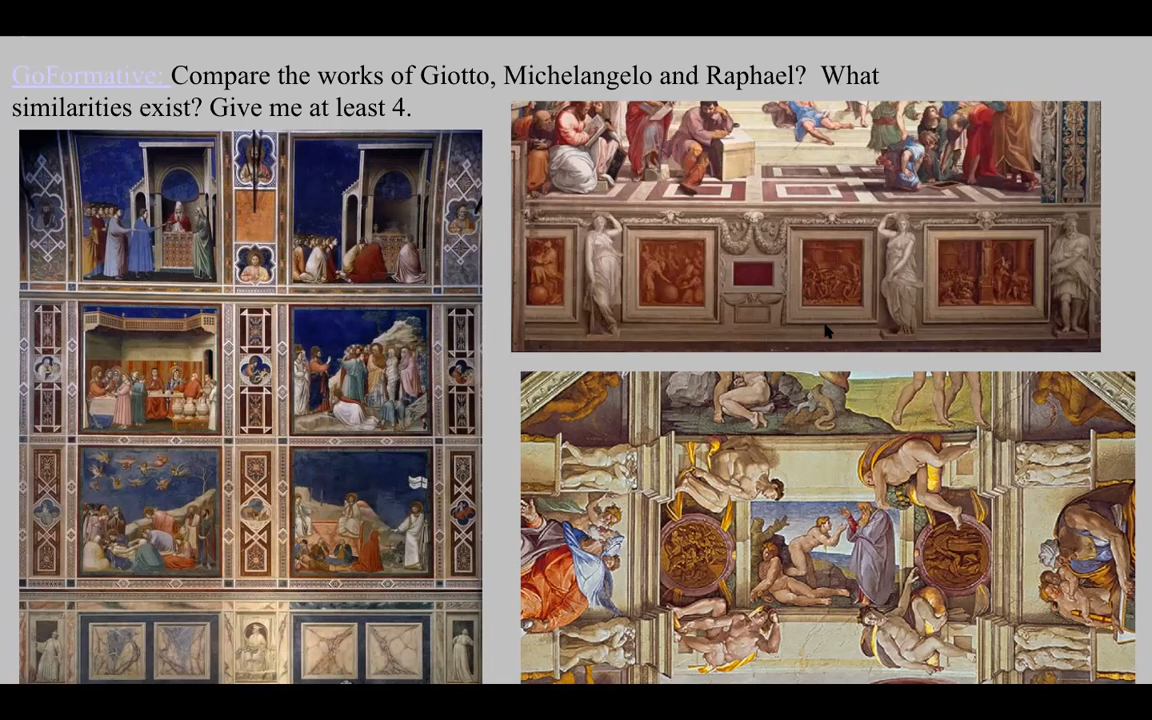 GoFormative: Compare the works of Giotto, Michelangelo and Raphael? What
similarities exist? Give me at least 4.